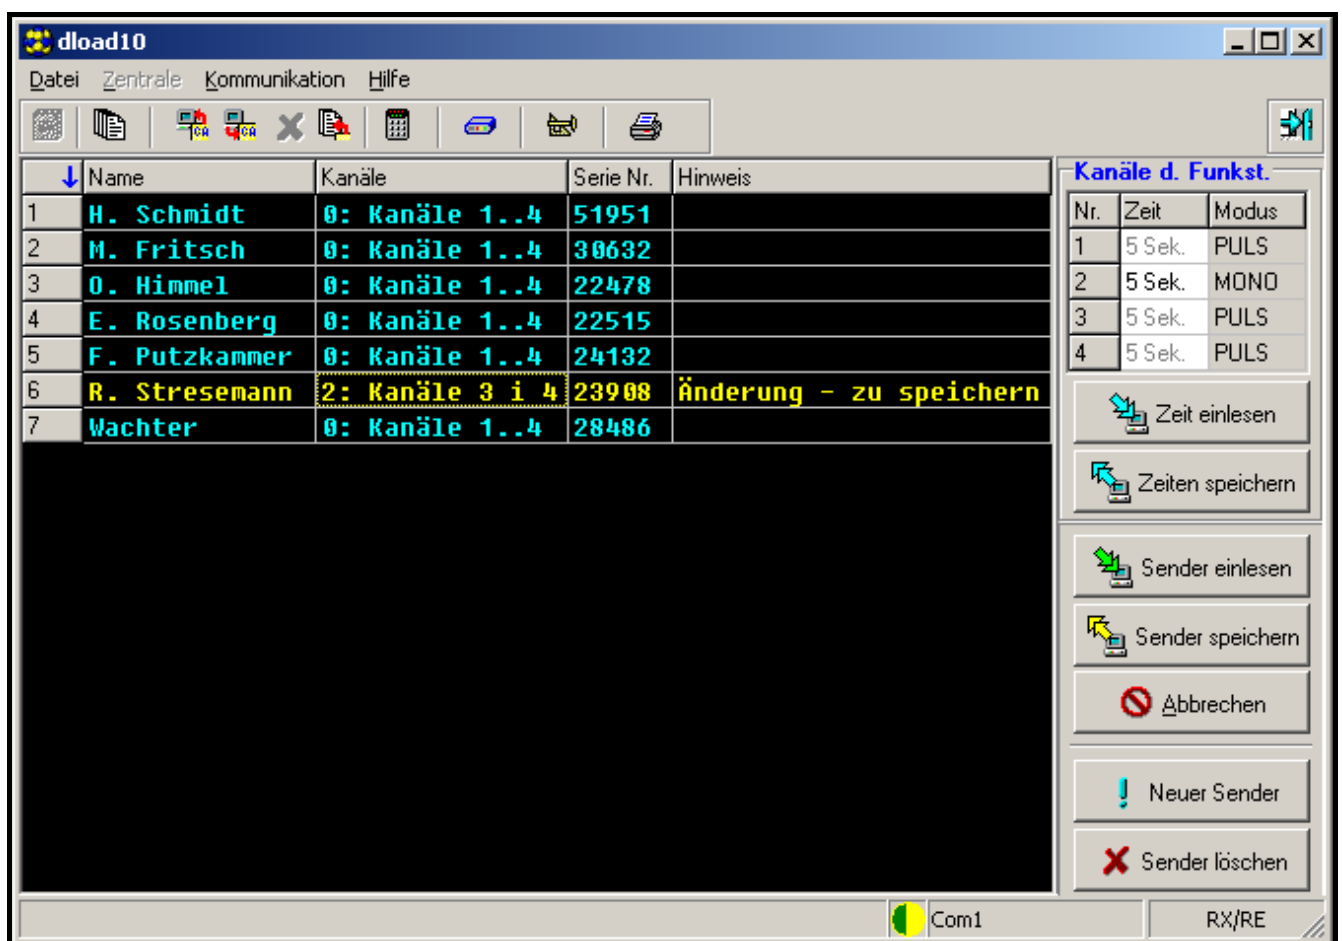 dload10
Datei Zentrale Kommunikation Hilfe
Name Kanäle Serie Nr. Hinweis
1 H. Schmidt 0: Kanäle 1..4 51951
2 M. Fritsch 0: Kanäle 1..4 30632
3 O. Himmel 0: Kanäle 1..4 22478
4 E. Rosenberg 0: Kanäle 1..4 22515
5 F. Putzkammer 0: Kanäle 1..4 24132
6 R. Stresemann 2: Kanäle 3 i 4 23908 Änderung - zu speichern
7 Wachter 0: Kanäle 1..4 28486
Kanäle d. Funkst.
Nr. Zeit Modus
1 5 Sek. PULS
2 5 Sek. MONO
3 5 Sek. PULS
4 5 Sek. PULS
Zeit einlesen
Zeiten speichern
Sender einlesen
Sender speichern
Abbrechen
Neuer Sender
Sender löschen
Com1 RX/RE